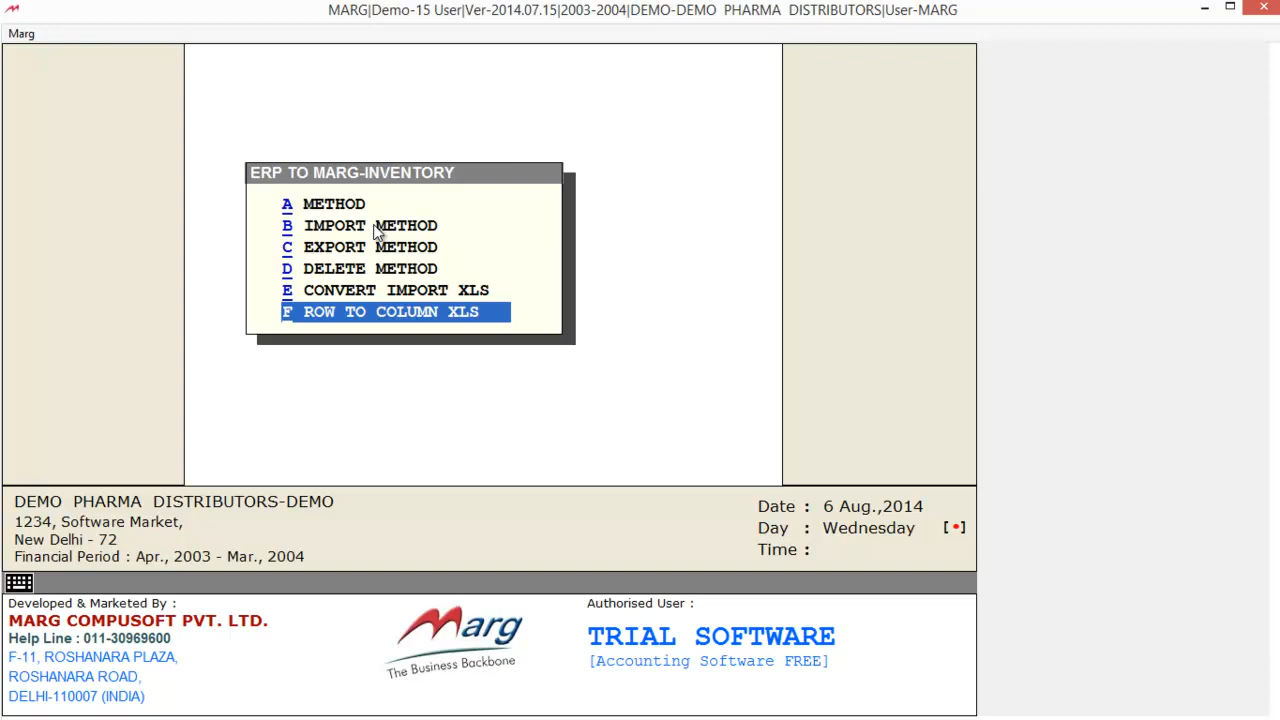 MARG|Demo-15 User|Ver-2014.07.15|2003-2004|DEMO-DEMO PHARMA DISTRIBUTORS|User-MARG
Marg
ERP TO MARG-INVENTORY
A METHOD
B IMPORT METHOD
C EXPORT METHOD
D DELETE METHOD
E CONVERT IMPORT XLS
F ROW TO COLUMN XLS
DEMO PHARMA DISTRIBUTORS-DEMO
1234, Software Market,
New Delhi - 72
Financial Period : Apr., 2003 - Mar., 2004
Date : 6 Aug.,2014
Day : Wednesday [•]
Time :
Developed & Marketed By :
MARG COMPUSOFT PVT. LTD.
Help Line : 011-30969600
F-11, ROSHANARA PLAZA,
ROSHANARA ROAD,
DELHI-110007 (INDIA)
Marg
The Business Backbone
Authorised User :
TRIAL SOFTWARE
[Accounting Software FREE]